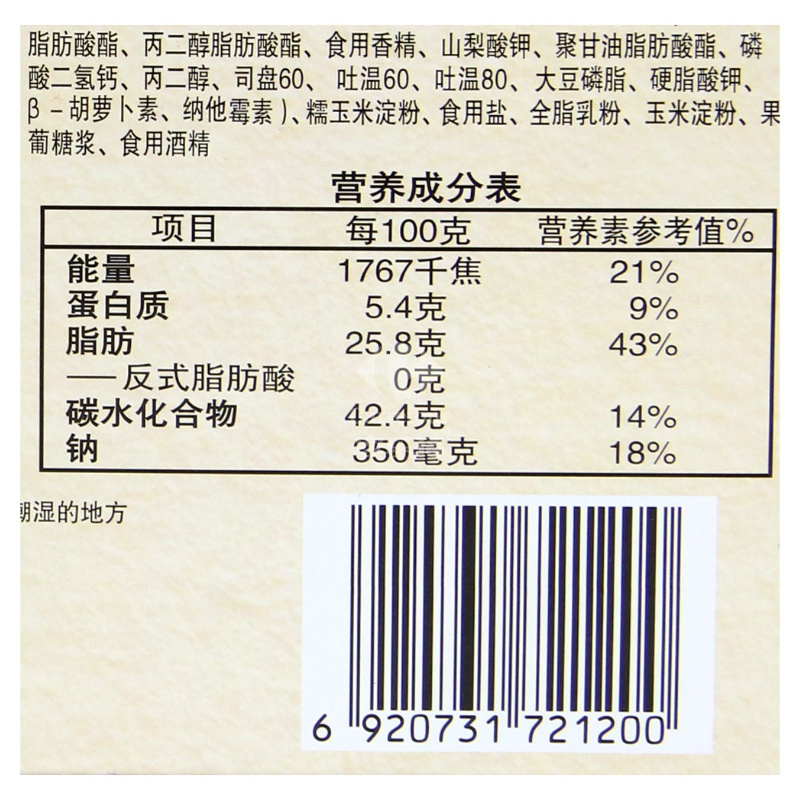 脂肪酸酯、丙二醇脂肪酸酯、食用香精、山梨酸钾、聚甘油脂肪酸酯、磷
酸二氢钙、丙二醇、司盘60、吐温60、吐温80、大豆磷脂、硬脂酸钾、
β-胡萝卜素、纳他霉素)、糯玉米淀粉、食用盐、全脂乳粉、玉米淀粉、果
葡糖浆、食用酒精
营养成分表
项目 每100克 营养素参考值%
能量 1767千焦 21%
蛋白质 5.4克 9%
脂肪 25.8克 43%
——反式脂肪酸 0克
碳水化合物 42.4克 14%
钠 350毫克 18%
潮湿的地方
6 920731 721200